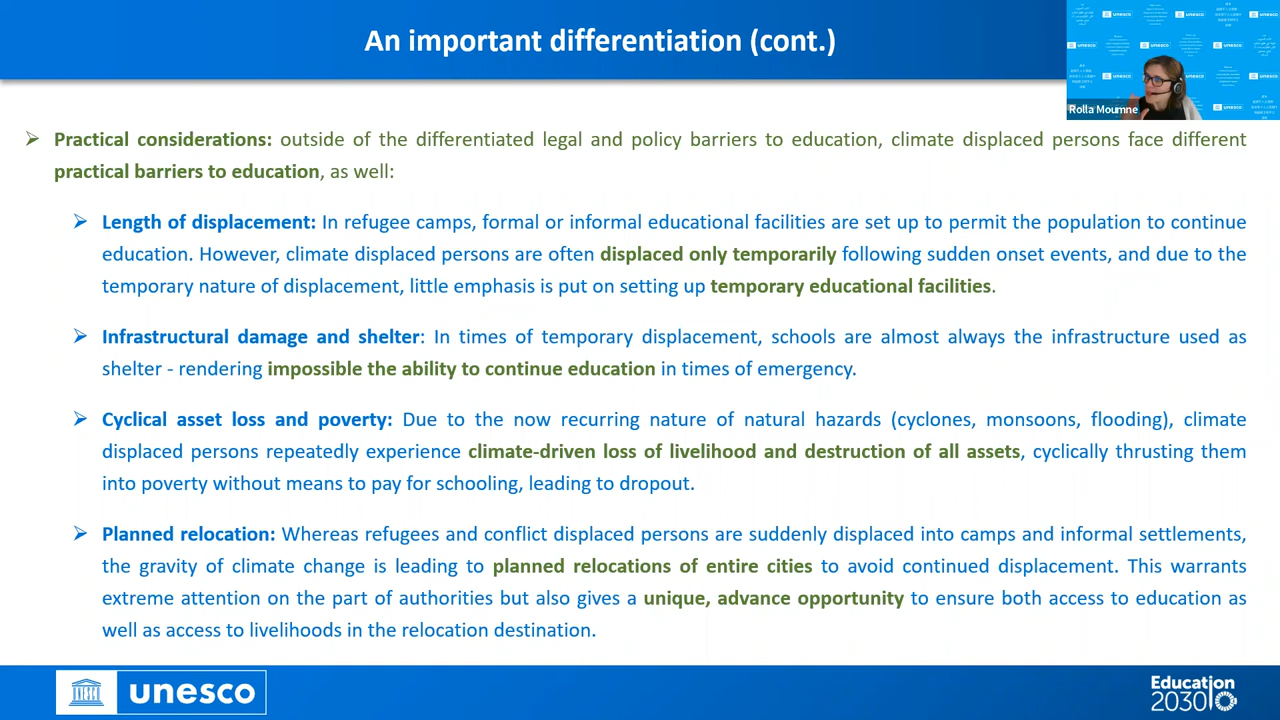 An important differentiation (cont.)
unesco
unesco
unesco
unesco
unesco
unesco
unesco
unesco
unesco
unesco
Rolla Moumne
Practical considerations: outside of the differentiated legal and policy barriers to education, climate displaced persons face different
practical barriers to education, as well:
Length of displacement: In refugee camps, formal or informal educational facilities are set up to permit the population to continue
education. However, climate displaced persons are often displaced only temporarily following sudden onset events, and due to the
temporary nature of displacement, little emphasis is put on setting up temporary educational facilities.
Infrastructural damage and shelter: In times of temporary displacement, schools are almost always the infrastructure used as
shelter - rendering impossible the ability to continue education in times of emergency.
Cyclical asset loss and poverty: Due to the now recurring nature of natural hazards (cyclones, monsoons, flooding), climate
displaced persons repeatedly experience climate-driven loss of livelihood and destruction of all assets, cyclically thrusting them
into poverty without means to pay for schooling, leading to dropout.
Planned relocation: Whereas refugees and conflict displaced persons are suddenly displaced into camps and informal settlements,
the gravity of climate change is leading to planned relocations of entire cities to avoid continued displacement. This warrants
extreme attention on the part of authorities but also gives a unique, advance opportunity to ensure both access to education as
well as access to livelihoods in the relocation destination.
unesco
Education
2030